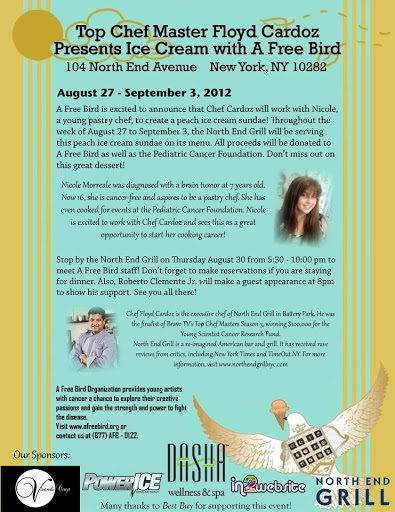 Top Chef Master Floyd Cardoz
Presents Ice Cream with A Free Bird
104 North End Avenue New York, NY 10282
August 27 - September 3, 2012
A Free Bird is excited to announce that Chef Cardoz will work with Nicole,
a young pastry chef, to create a peach ice cream sundae! Throughout the
week of August 27 to September 3, the North End Grill will be serving
this peach ice cream sundae on its menu. All proceeds will be donated to
A Free Bird as well as the Pediatric Cancer Foundation. Don't miss out on
this great dessert!
Nicole Morreale was diagnosed with a brain tumor at 7 years old.
Now 16, she is cancer-free and aspires to be a pastry chef. She has
even cooked for events at the Pediatric Cancer Foundation. Nicole
is excited to work with Chef Cardoz and sees this as a great
opportunity to start her cooking career!
Stop by the North End Grill on Thursday August 30 from 5:30 - 10:00 pm to
meet A Free Bird staff! Don't forget to make reservations if you are staying
for dinner. Also, Roberto Clemente Jr. will make a guest appearance at 8pm
to show his support. See you all there!
Chef Floyd Cardoz is the executive chef of North End Grill in Battery Park. He was
the finalist of Bravo TV's Top Chef Masters Season 3, winning $100,000 for the
Young Scientist Cancer Research Fund.
North End Grill is a re-imagined American bar and grill. It has received rave
reviews from critics, including New York Times and TimeOut NY. For more
information, visit www.northendgrillnyc.com
A Free Bird Organization provides young artists
with cancer a chance to explore their creative
passions and gain the strength and power to fight
the disease.
Visit www.afreebird.org or
contact us at (877) AFB - 0122.
Our Sponsors:
POWER ICE
DASHA
wellness & spa
in2website
NORTH END
GRILL
Many thanks to Best Buy for supporting this event!